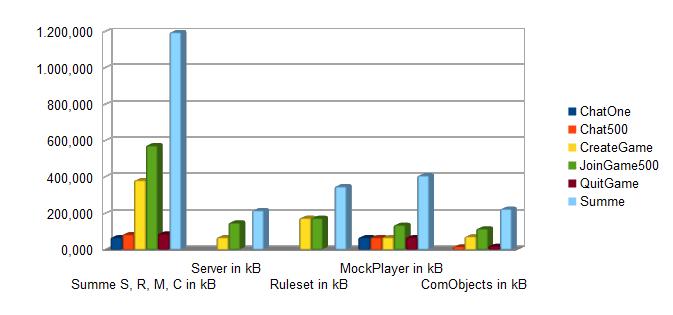 1.200,000
1.000,000
800,000
600,000
400,000
200,000
0,000
Server in kB
MockPlayer in kB
Summe S, R, M, C in kB
Ruleset in kB
ComObjects in kB
ChatOne
Chat500
CreateGame
JoinGame500
QuitGame
Summe